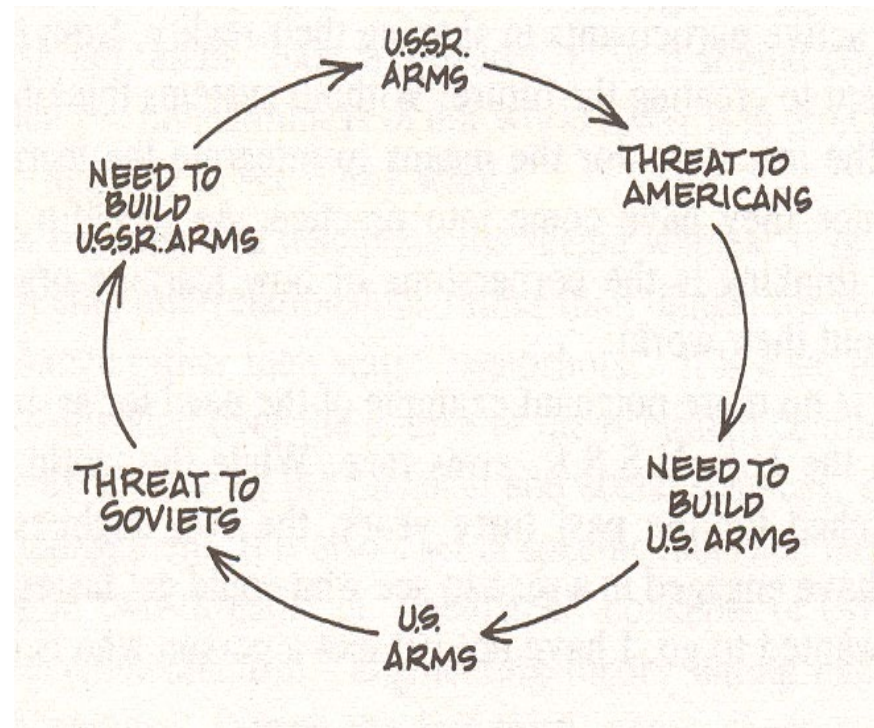 U.S.S.R.
ARMS
THREAT TO
AMERICANS
NEED TO
BUILD
U.S. ARMS
U.S.
ARMS
THREAT TO
SOVIETS
NEED TO
BUILD
U.S.S.R. ARMS